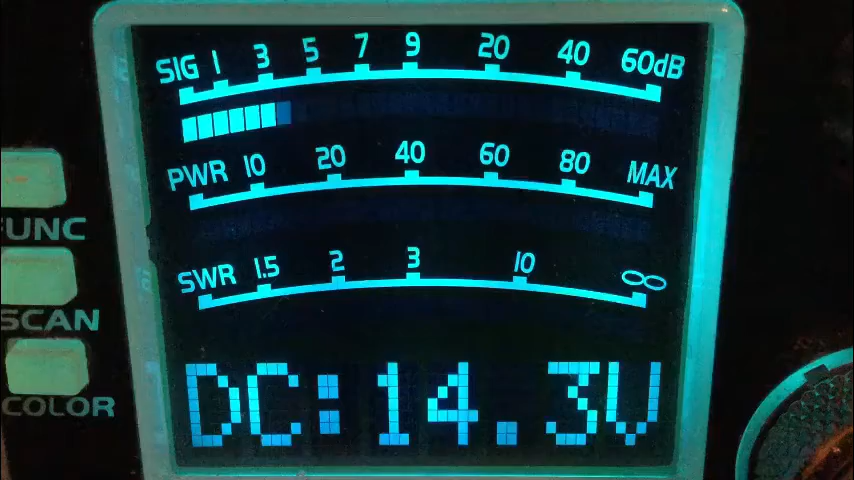 SIG 1 3 5 7 9 20 40 60dB
PWR 10 20 40 60 80 MAX
FUNC
SWR 1.5 2 3 10 ∞
SCAN
DC:14.3V
COLOR